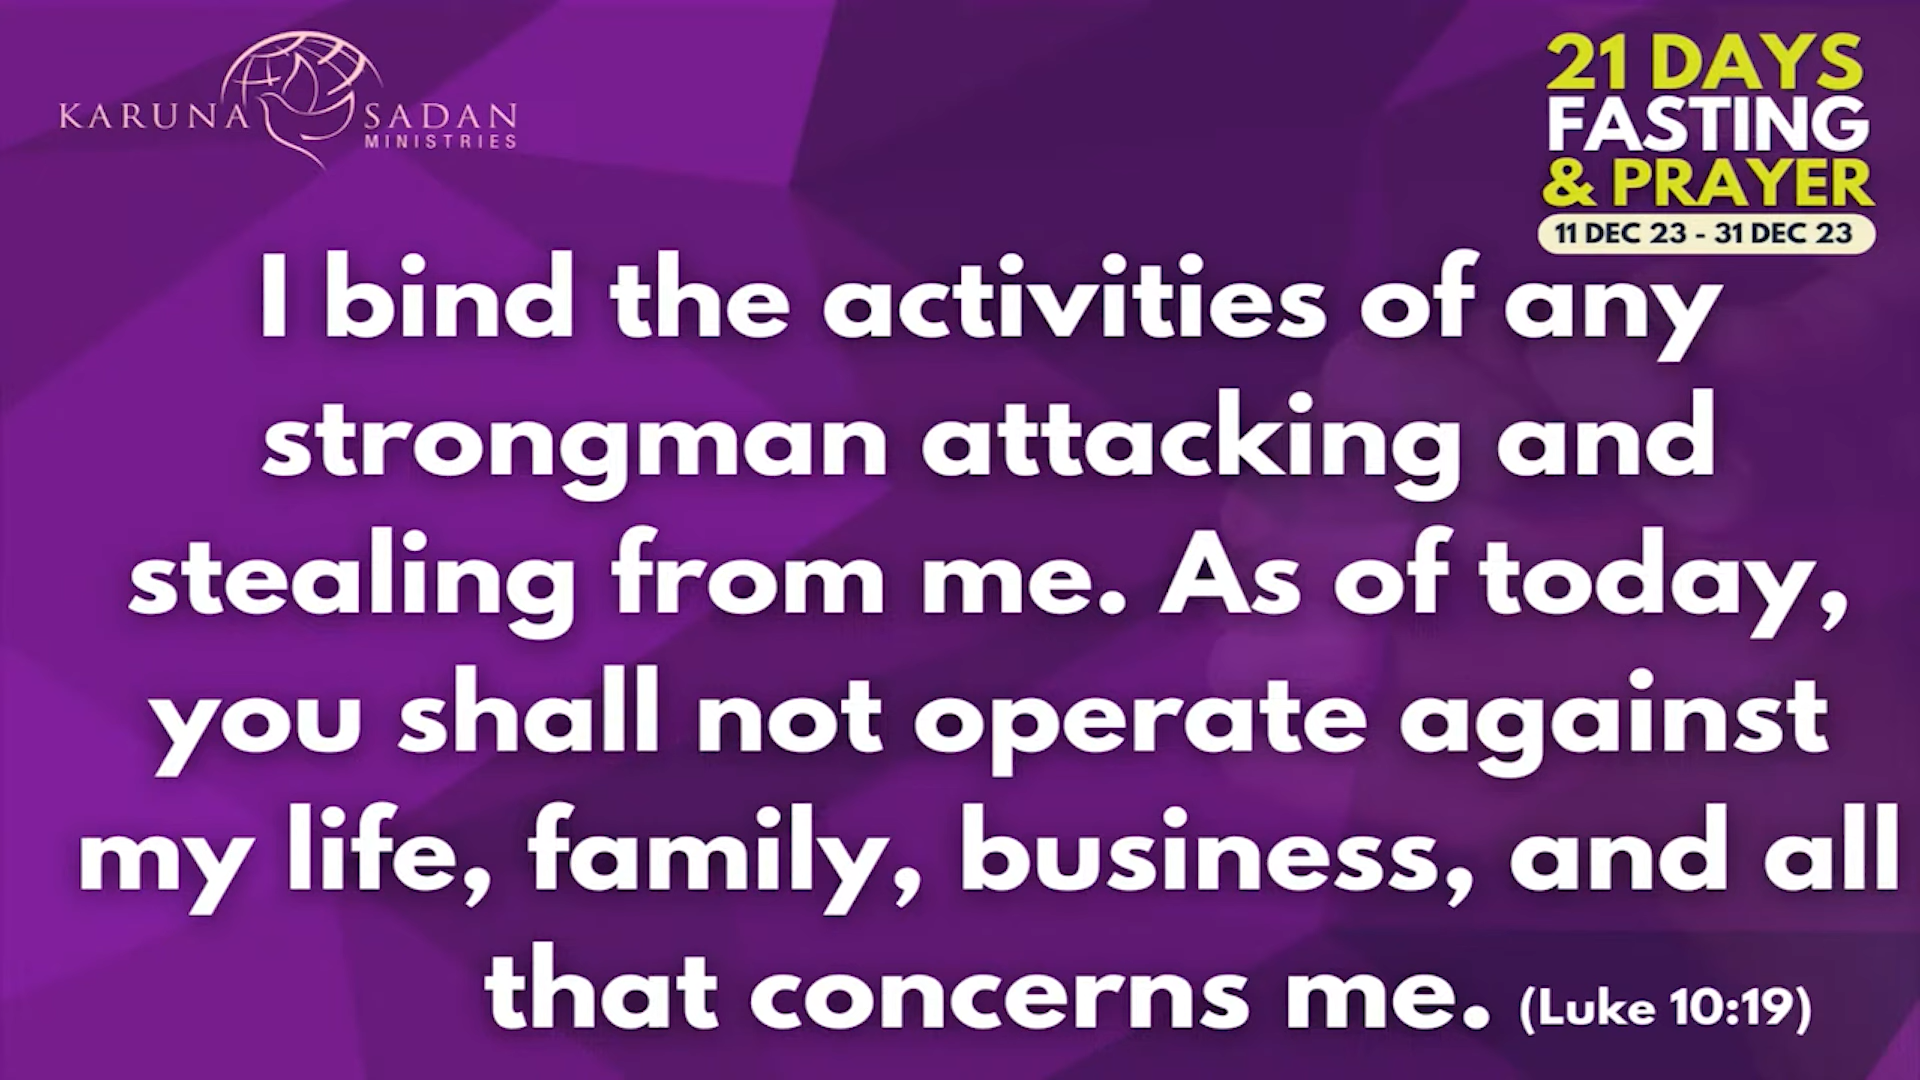 KARUNA SADAN
MINISTRIES
21 DAYS
FASTING
& PRAYER
11 DEC 23 - 31 DEC 23
I bind the activities of any
strongman attacking and
stealing from me. As of today,
you shall not operate against
my life, family, business, and all
that concerns me. (Luke 10:19)